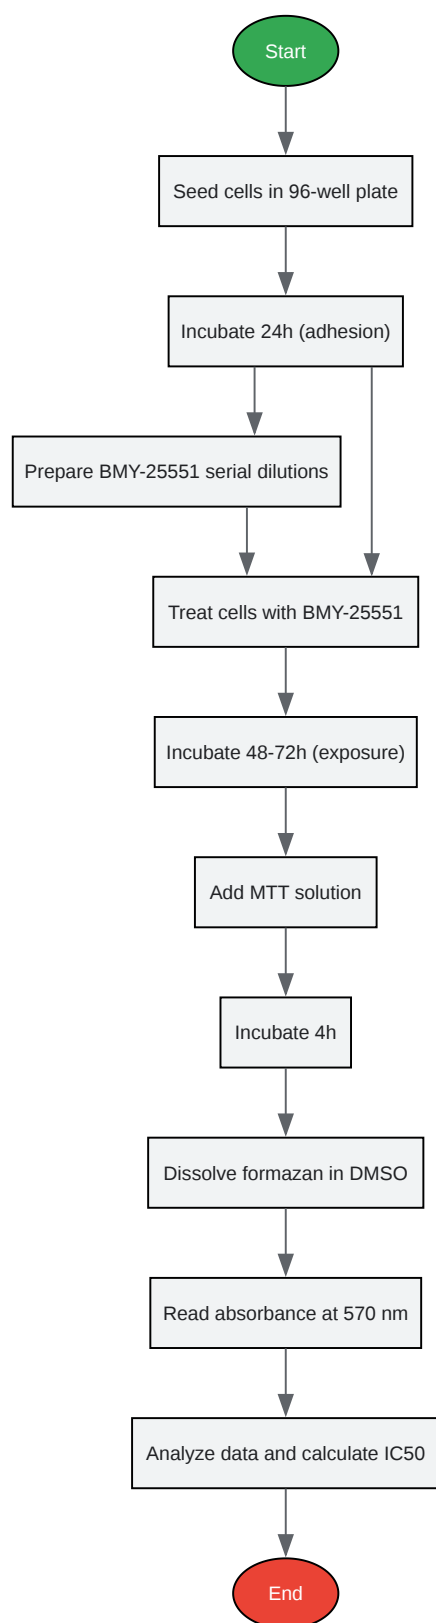 Start
Seed cells in 96-well plate
Incubate 24h (adhesion)
Prepare BMY-25551 serial dilutions
Treat cells with BMY-25551
Incubate 48-72h (exposure)
Add MTT solution
Incubate 4h
Dissolve formazan in DMSO
Read absorbance at 570 nm
Analyze data and calculate IC50
End